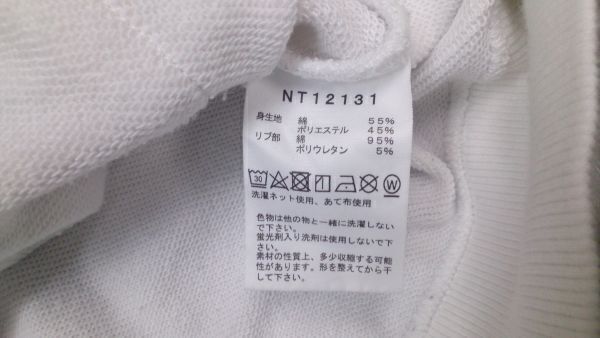 NT12131
身生地 綿 55%
ポリエステル 45%
リブ部 綿 95%
ポリウレタン 5%
30 W
洗濯ネット使用、あて布使用
色物は他の物と一緒に洗濯しない
で下さい。
蛍光剤入り洗剤は使用しないで下
さい。
素材の性質上、多少収縮する可能
性があります。形を整えてから干
して下さい。